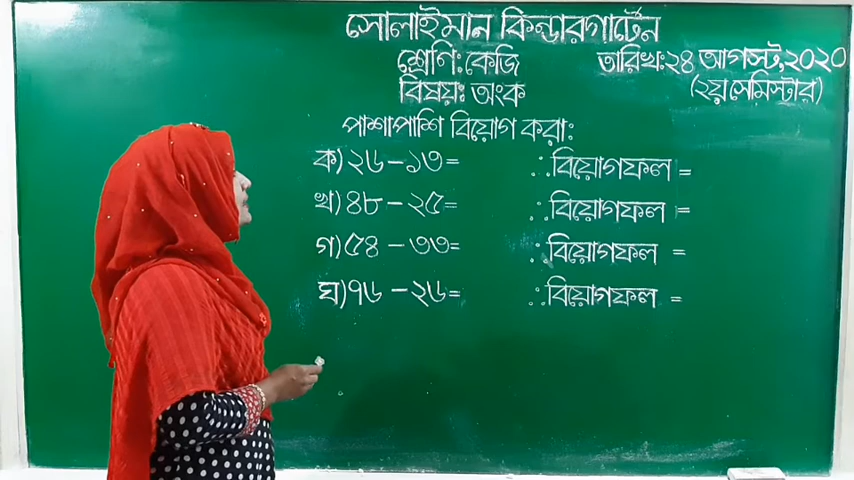 সোলাইমান কিন্ডারগার্টেন
শ্রেণি: কেজি
তারিখ: ২৪ আগস্ট, ২০২০
বিষয়ঃ অংক
(২য় সেমিস্টার)
পাশাপাশি বিয়োগ করা:
ক) ২৬ - ১৩ = ∴ বিয়োগফল =
খ) ৪৮ - ২৫ = ∴ বিয়োগফল =
গ) ৫৪ - ৩৩ = ∴ বিয়োগফল =
ঘ) ৭৬ - ২৬ = ∴ বিয়োগফল =